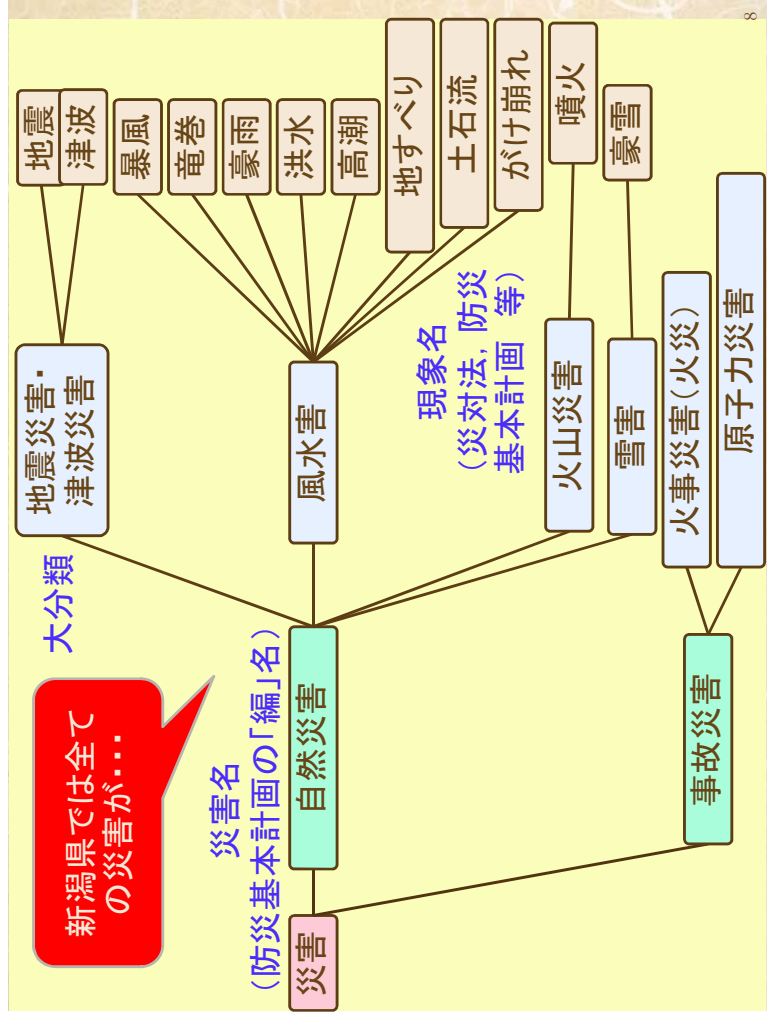 新潟県では全て
の災害が・・・
大分類
災害名
（防災基本計画の「編」名）
現象名
（災対法，防災
基本計画　等）
災害
自然災害
事故災害
地震災害・
津波災害
風水害
火山災害
雪害
火事災害（火災）
原子力災害
地震
津波
暴風
竜巻
豪雨
洪水
高潮
地すべり
土石流
がけ崩れ
噴火
豪雪
8